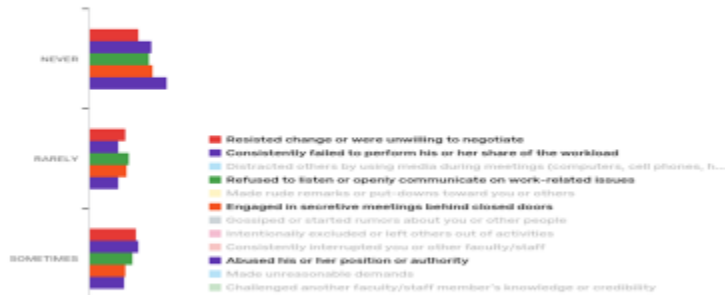 NEVER
RARELY
SOMETIMES
Resisted change or were unwilling to negotiate
Consistently failed to perform his or her share of the workload
Distracted others by using media during meetings (computers, cell phones, h...
Refused to listen or openly communicate on work-related issues
Made rude remarks or put-downs toward you or others
Engaged in secretive meetings behind closed doors
Gossiped or started rumors about you or other people
Intentionally excluded or left others out of activities
Consistently interrupted you or other faculty/staff
Abused his or her position or authority
Made unreasonable demands
Challenged another faculty/staff member's knowledge or credibility